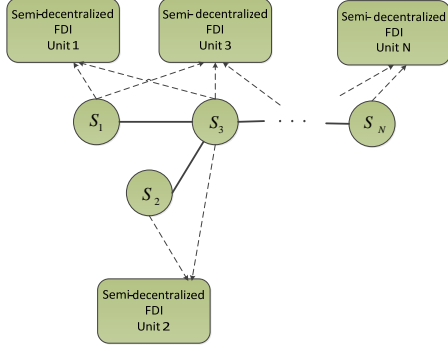 Semi-decentralized
FDI
Unit 1
Semi-decentralized
FDI
Unit 3
Semi-decentralized
FDI
Unit N
S1
S3
. . .
SN
S2
Semi-decentralized
FDI
Unit 2